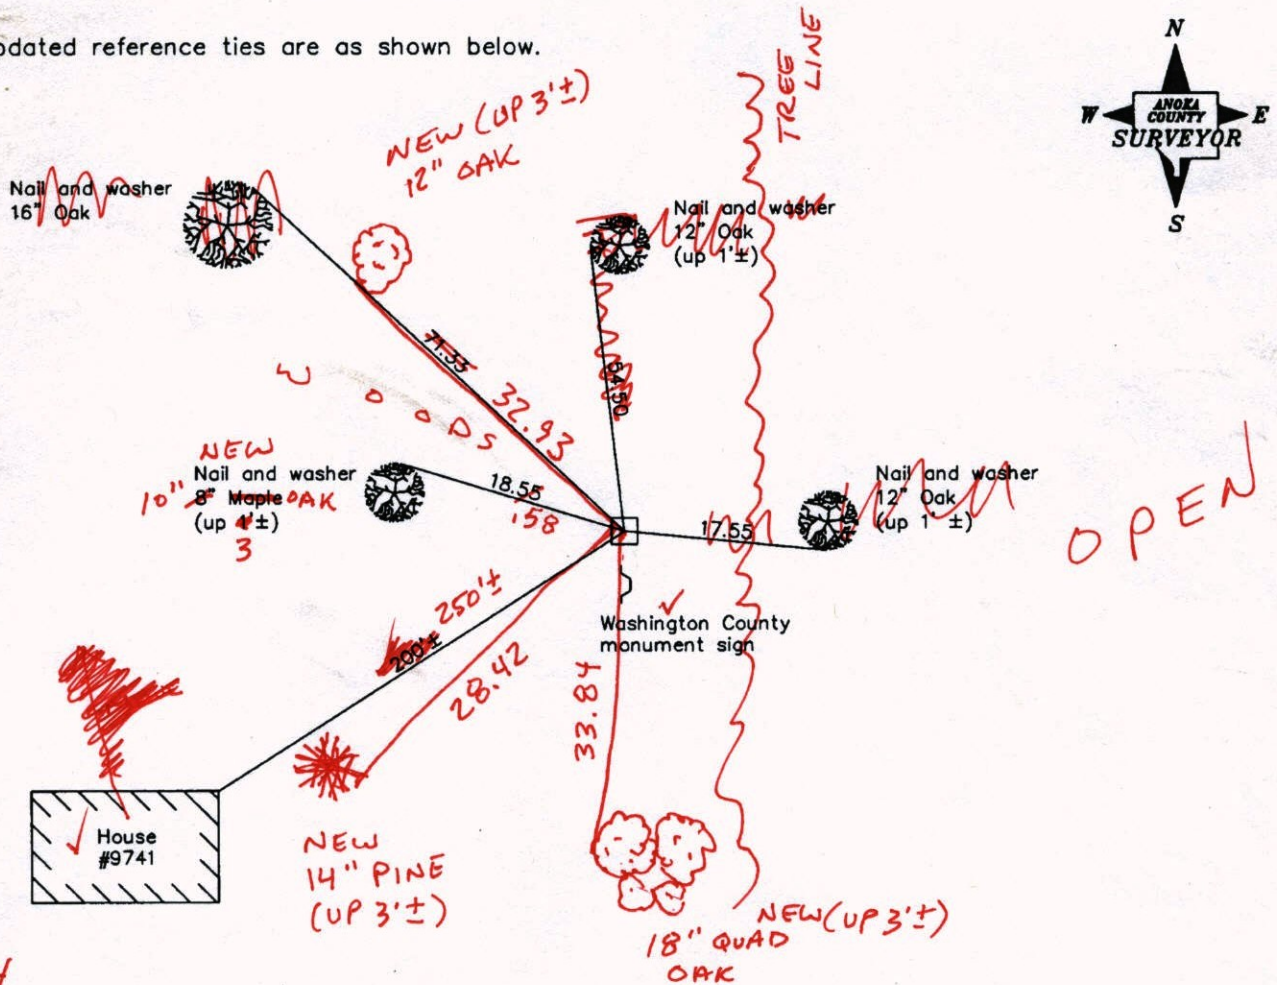 pdated reference ties are as shown below.
TREE
LINE
N
W
E
S
ANOKA
COUNTY
SURVEYOR
NEW (UP 3'±)
12" OAK
Nail and washer
16" Oak
Nail and washer
12" Oak
(up 1'±)
71.33
32.93
64.50
WOODS
NEW
Nail and washer
10" 8" Maple OAK
(up 1'±)
3
18.55
.58
17.55
Nail and washer
12" Oak
(up 1 ±)
OPEN
Washington County
monument sign
250'±
200'±
28.42
33.84
House
#9741
NEW
14" PINE
(UP 3'±)
NEW (UP 3'±)
18" QUAD
OAK